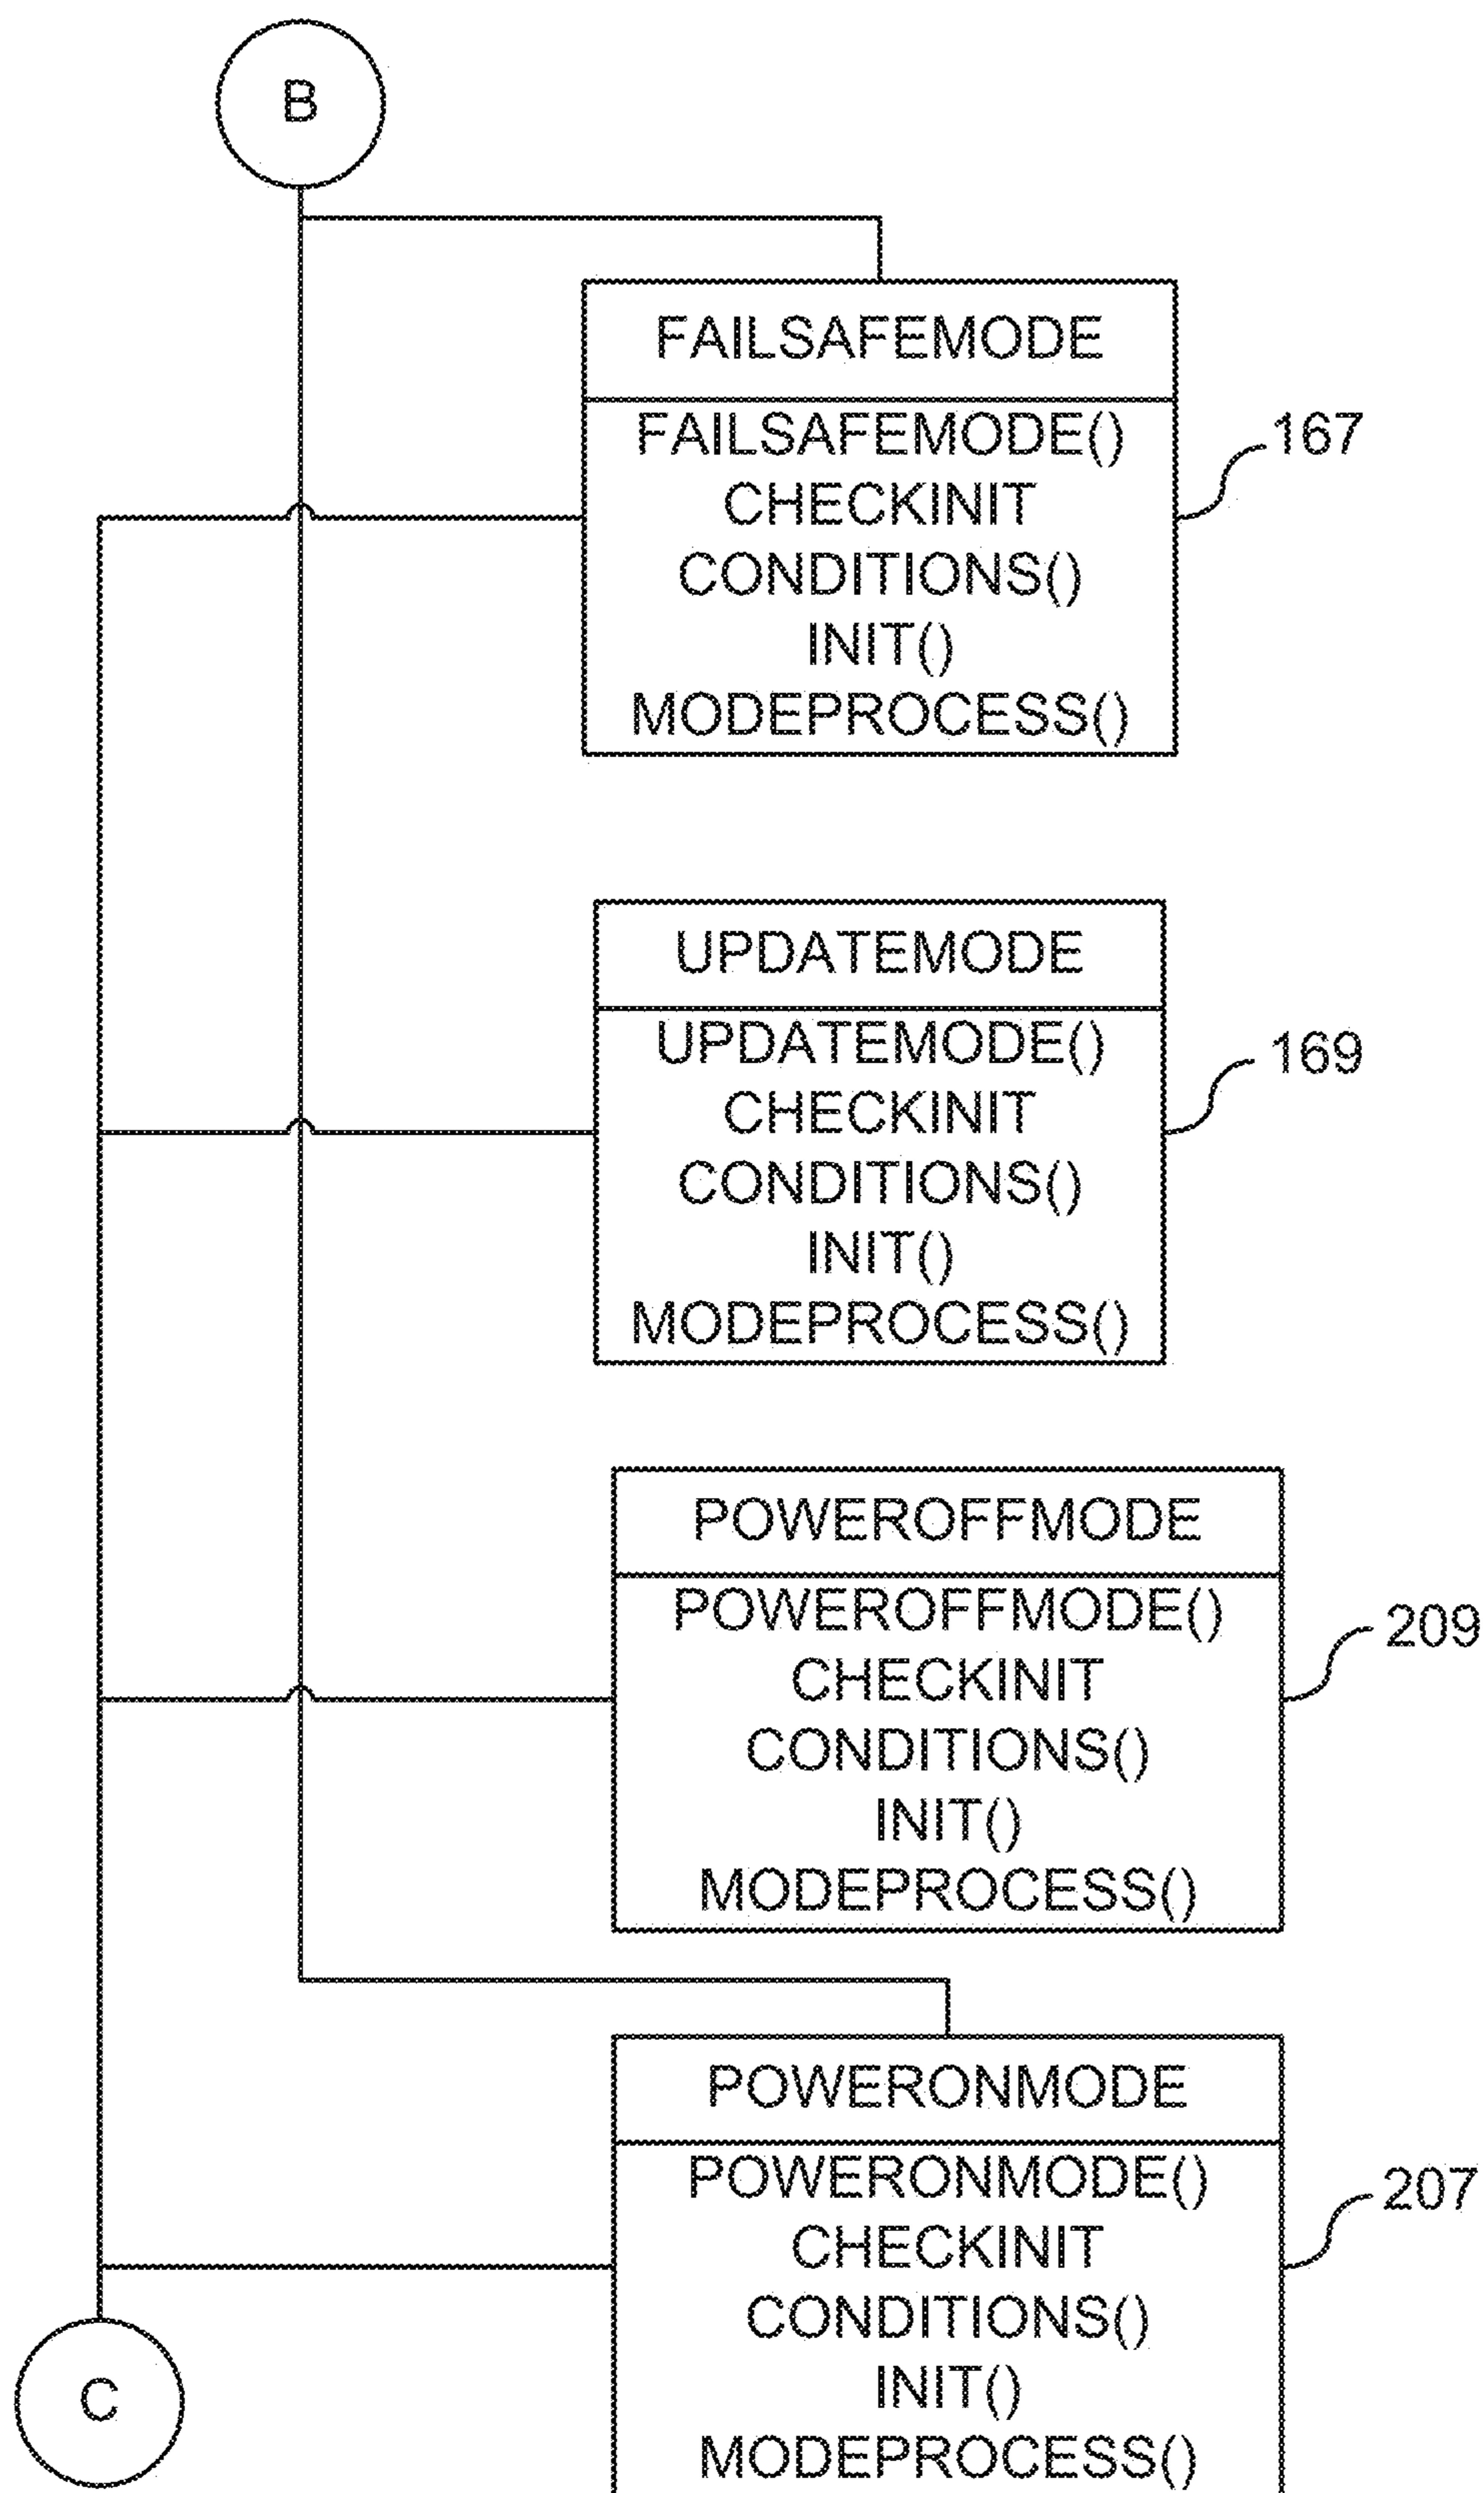 B
FAILSAFEMODE
FAILSAFEMODE()
CHECKINIT
CONDITIONS()
INIT()
MODEPROCESS()
167
UPDATEMODE
UPDATEMODE()
CHECKINIT
CONDITIONS()
INIT()
MODEPROCESS()
169
POWEROFFMODE
POWEROFFMODE()
CHECKINIT
CONDITIONS()
INIT()
MODEPROCESS()
209
POWERONMODE
POWERONMODE()
CHECKINIT
CONDITIONS()
INIT()
MODEPROCESS()
207
C